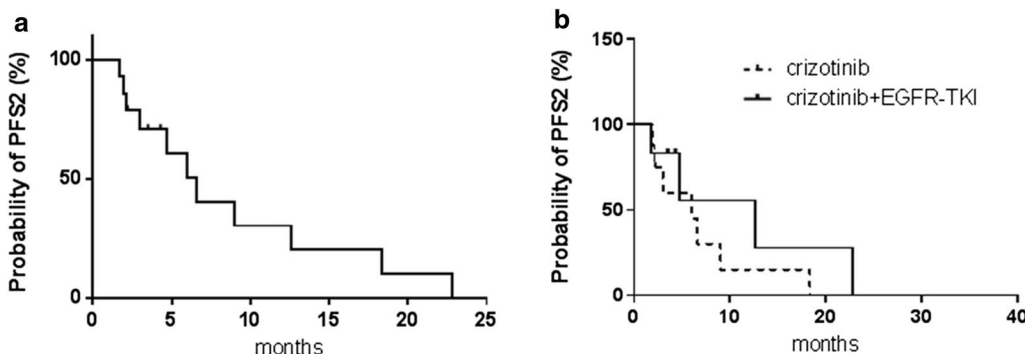 a
Probability of PFS2 (%)
100
50
0
0 5 10 15 20 25
months
b
Probability of PFS2 (%)
150
100
50
0
crizotinib
crizotinib+EGFR-TKI
0 10 20 30 40
months